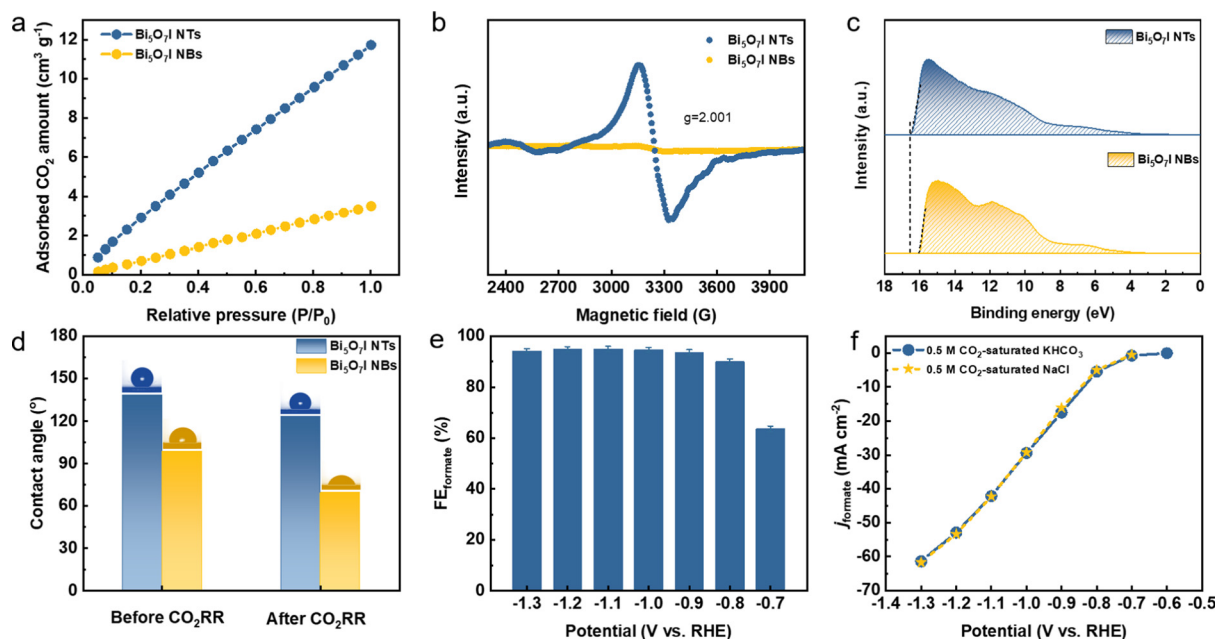 a
Adsorbed CO₂ amount (cm³ g⁻¹)
12
10
8
6
4
2
0
Bi₅O₇I NTs
Bi₅O₇I NBs
0.0 0.2 0.4 0.6 0.8 1.0
Relative pressure (P/P₀)
b
Intensity (a.u.)
Bi₅O₇I NTs
Bi₅O₇I NBs
g=2.001
2400 2700 3000 3300 3600 3900
Magnetic field (G)
c
Intensity (a.u.)
Bi₅O₇I NTs
Bi₅O₇I NBs
18 16 14 12 10 8 6 4 2 0
Binding energy (eV)
d
Contact angle (°)
180
150
120
90
60
30
0
Bi₅O₇I NTs
Bi₅O₇I NBs
Before CO₂RR After CO₂RR
e
FEformate (%)
100
80
60
40
20
0
-1.3 -1.2 -1.1 -1.0 -0.9 -0.8 -0.7
Potential (V vs. RHE)
f
jformate (mA cm⁻²)
0
-10
-20
-30
-40
-50
-60
-70
0.5 M CO₂-saturated KHCO₃
0.5 M CO₂-saturated NaCl
-1.4 -1.3 -1.2 -1.1 -1.0 -0.9 -0.8 -0.7 -0.6 -0.5
Potential (V vs. RHE)